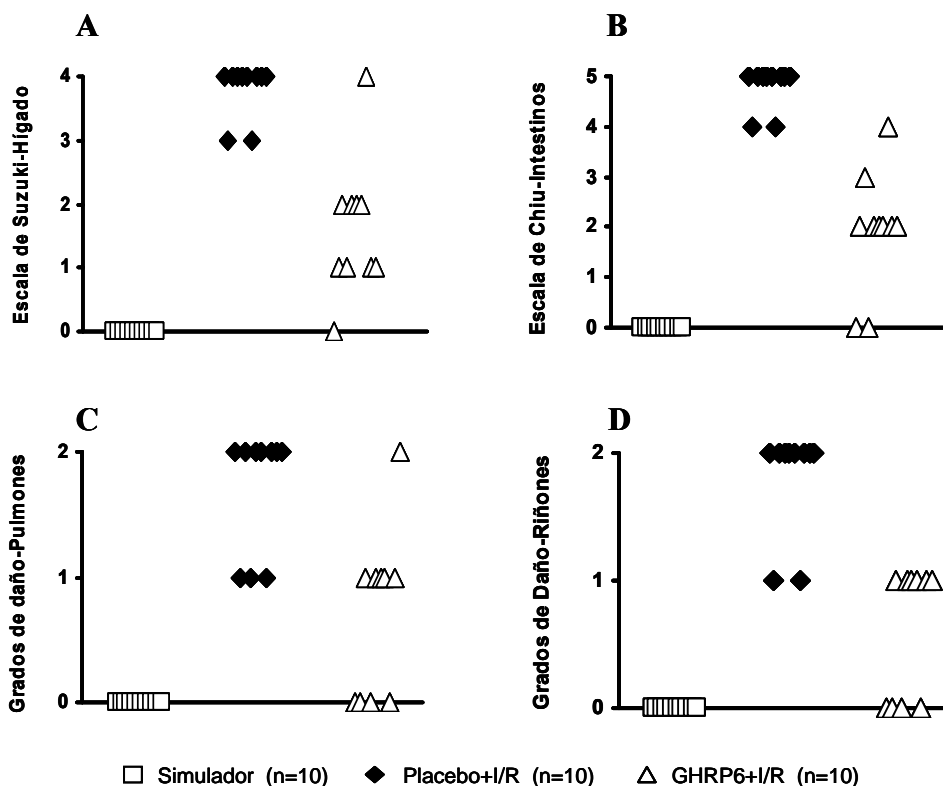 A
Escala de Suzuki-Hígado
4
3
2
1
0
B
Escala de Chiu-Intestinos
5
4
3
2
1
0
C
Grados de daño-Pulmones
2
1
0
D
Grados de Daño-Riñones
2
1
0
Simulador (n=10) Placebo+I/R (n=10) GHRP6+I/R (n=10)